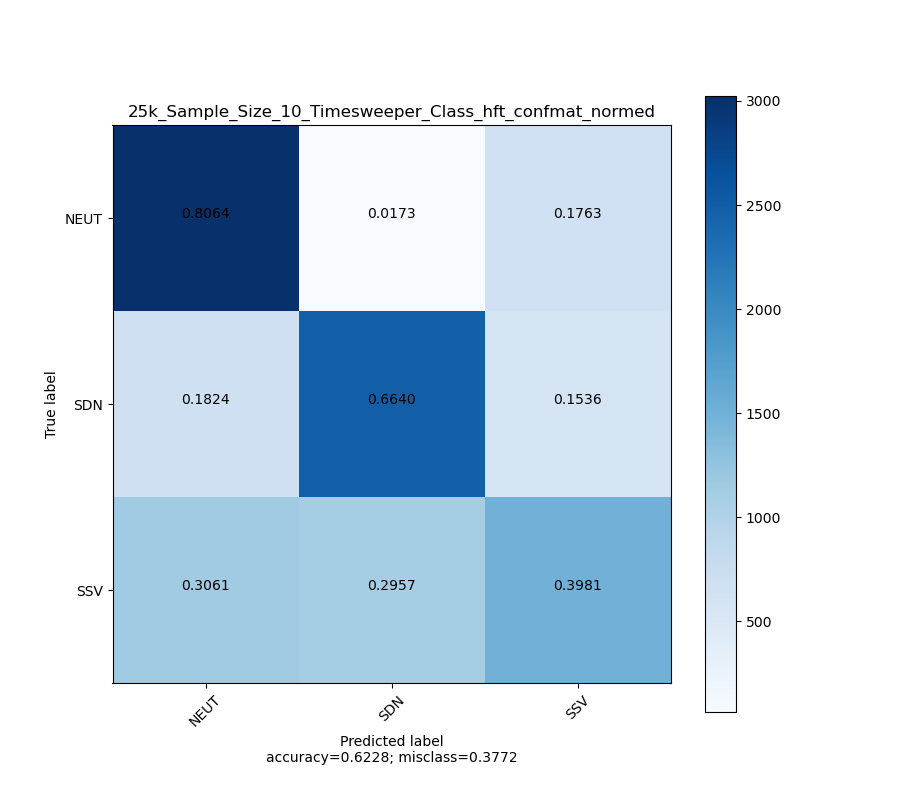 25k_Sample_Size_10_Timesweeper_Class_hft_confmat_normed
3000
2500
2000
1500
1000
500
True label
NEUT
0.8064
0.0173
0.1763
SDN
0.1824
0.6640
0.1536
SSV
0.3061
0.2957
0.3981
NEUT
SDN
SSV
Predicted label
accuracy=0.6228; misclass=0.3772